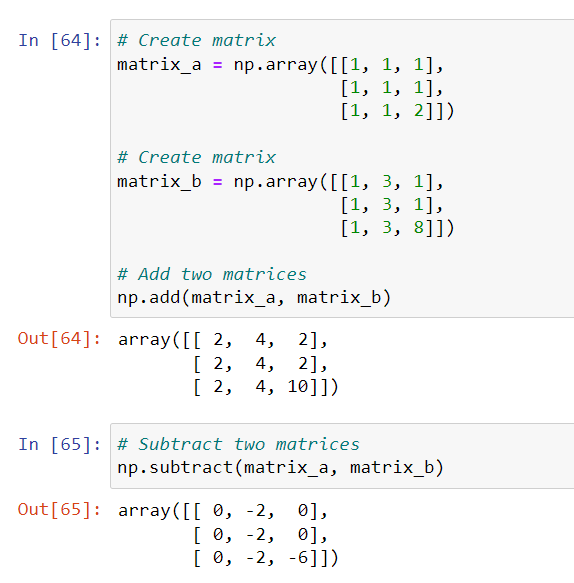 In [64]: # Create matrix
matrix_a = np.array([[1, 1, 1],
                     [1, 1, 1],
                     [1, 1, 2]])
# Create matrix
matrix_b = np.array([[1, 3, 1],
                     [1, 3, 1],
                     [1, 3, 8]])
# Add two matrices
np.add(matrix_a, matrix_b)
Out[64]: array([[ 2,  4,  2],
       [ 2,  4,  2],
       [ 2,  4, 10]])
In [65]: # Subtract two matrices
np.subtract(matrix_a, matrix_b)
Out[65]: array([[ 0, -2,  0],
       [ 0, -2,  0],
       [ 0, -2, -6]])